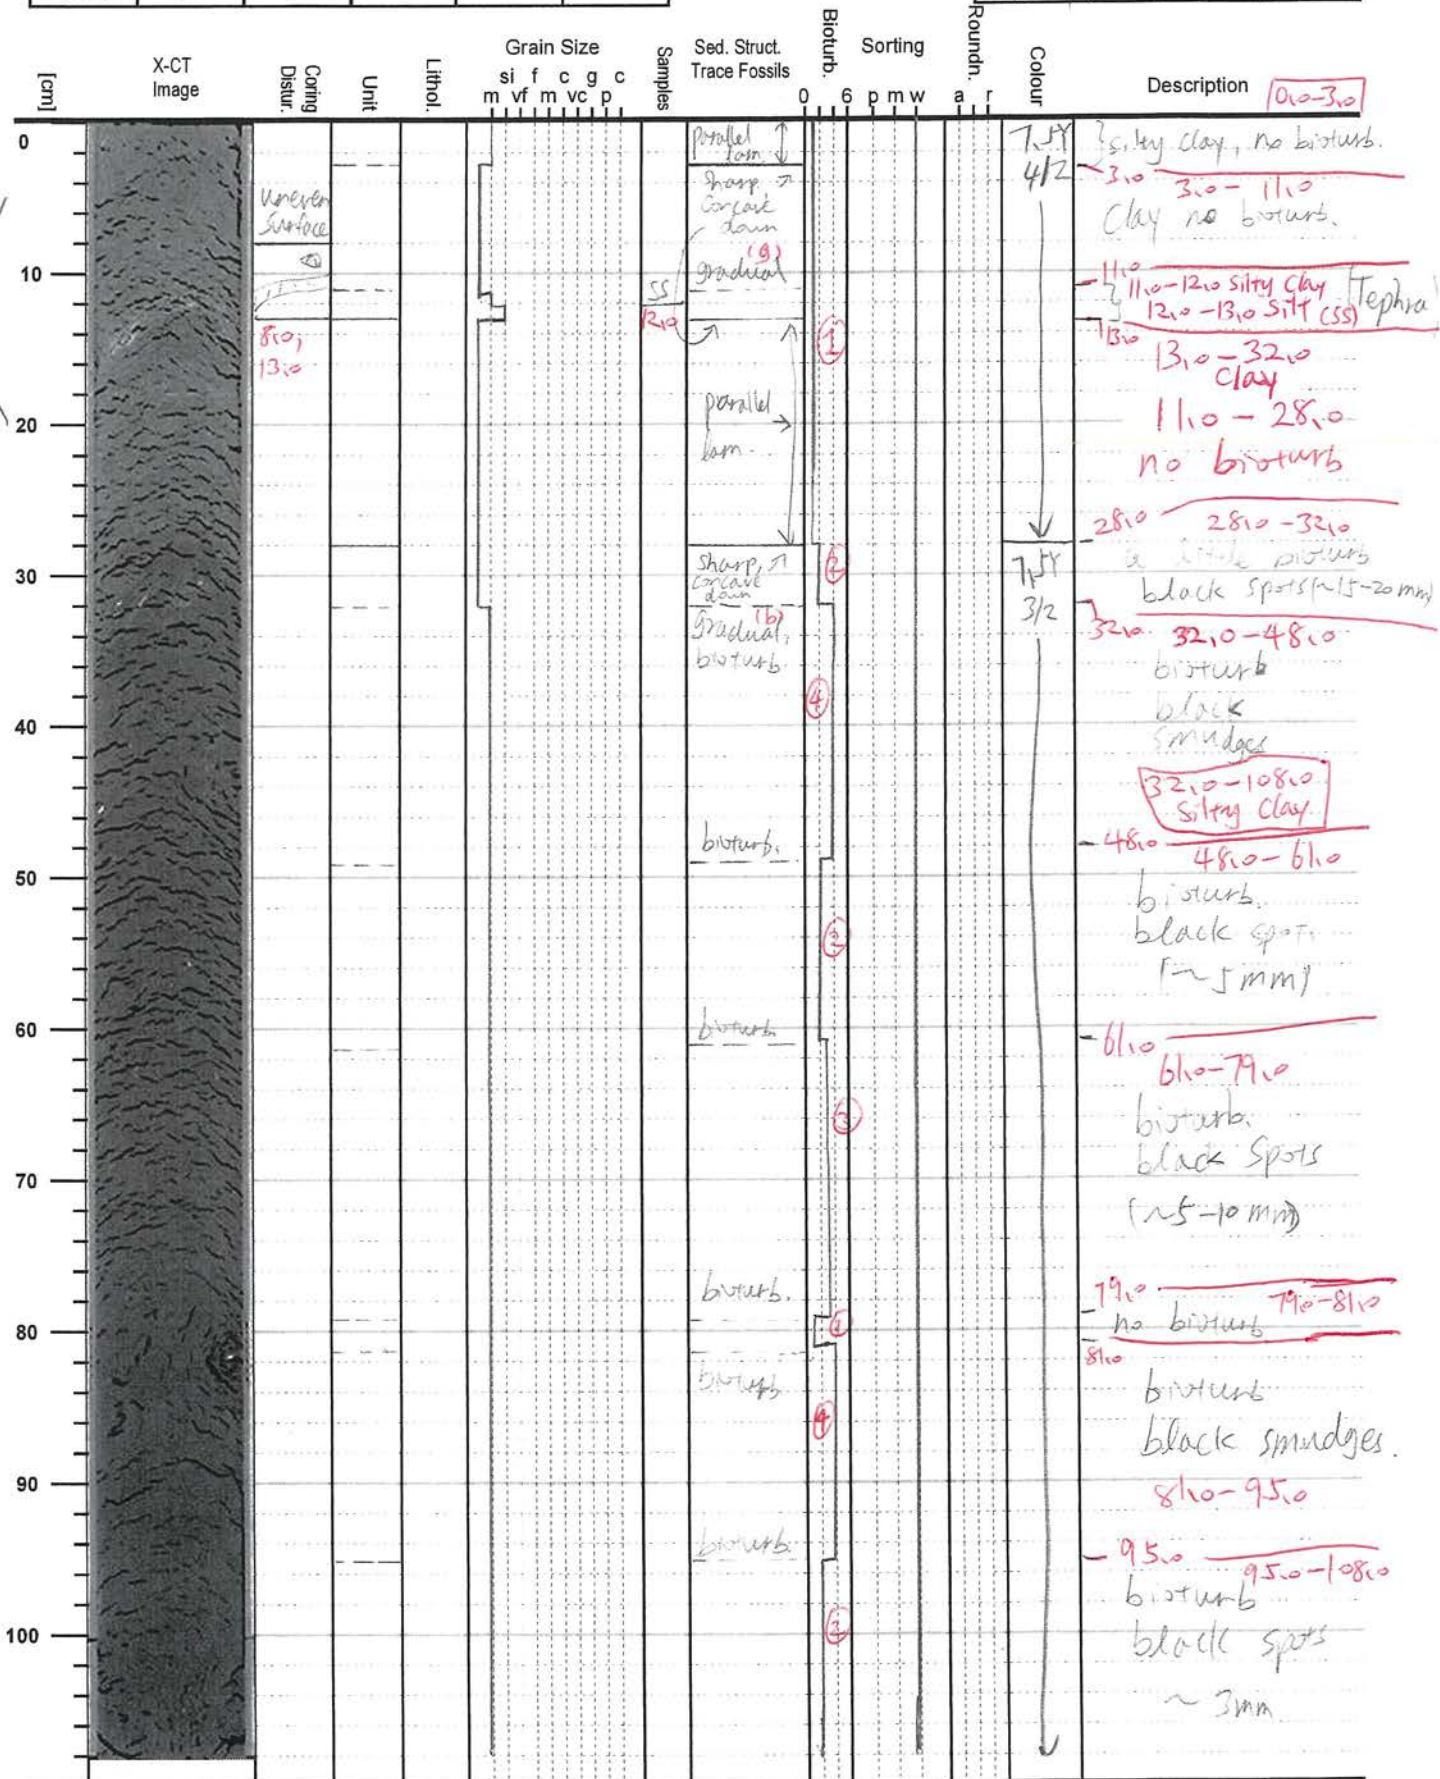 [cm]
X-CT
Image
Coring
Distur.
Unit
Lithol.
Grain Size
si f c g c
m vf m vc p
Samples
Sed. Struct.
Trace Fossils
Bioturb.
0 6
Sorting
p m w
Roundn.
a r
Colour
Description
0.0-3.0
0
10
20
30
40
50
60
70
80
90
100
uneven
surface
8.0,
13.0
SS
12.0
parallel
lam.
sharp
concave
down
(g)
gradual
parallel
lam.
sharp,
concave
down
(b)
gradual,
bioturb.
bioturb.
bioturb.
bioturb.
bioturb.
bioturb.
1
2
4
3
1
4
7.5Y
4/2
7.5Y
3/2
silty clay, no bioturb.
3.0
3.0 - 11.0
Clay no bioturb.
11.0
11.0-12.0 Silty Clay
12.0-13.0 Silt (SS)
Tephra
13.0
13.0-32.0
Clay
11.0 - 28.0
no bioturb
28.0
28.0-32.0
a little bioturb
black spots (~15-20mm)
32.0
32.0-48.0
bioturb
black
smudges
32.0-108.0
Silty Clay
48.0
48.0-61.0
bioturb.
black spot.
(~5mm)
61.0
61.0-79.0
bioturb.
black spots
(~5-10mm)
79.0
79.0-81.0
no bioturb
81.0
bioturb
black smudges.
81.0-95.0
95.0
95.0-108.0
bioturb
black spots
~ 3mm